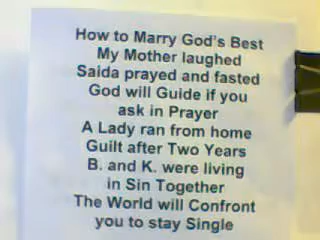 How to Marry God's Best
My Mother laughed
Saida prayed and fasted
God will Guide if you
ask in Prayer
A Lady ran from home
Guilt after Two Years
B. and K. were living
in Sin Together
The World will Confront
you to stay Single